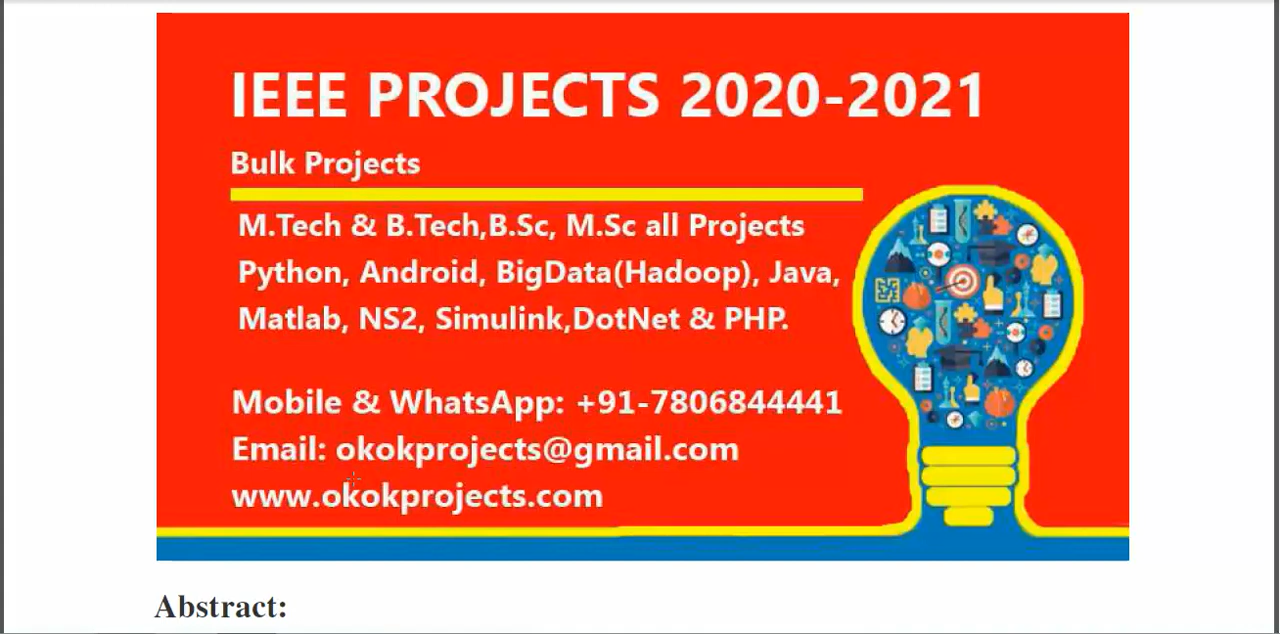 IEEE PROJECTS 2020-2021
Bulk Projects
M.Tech & B.Tech,B.Sc, M.Sc all Projects
Python, Android, BigData(Hadoop), Java,
Matlab, NS2, Simulink,DotNet & PHP.
Mobile & WhatsApp: +91-7806844441
Email: okokprojects@gmail.com
www.okokprojects.com
Abstract: